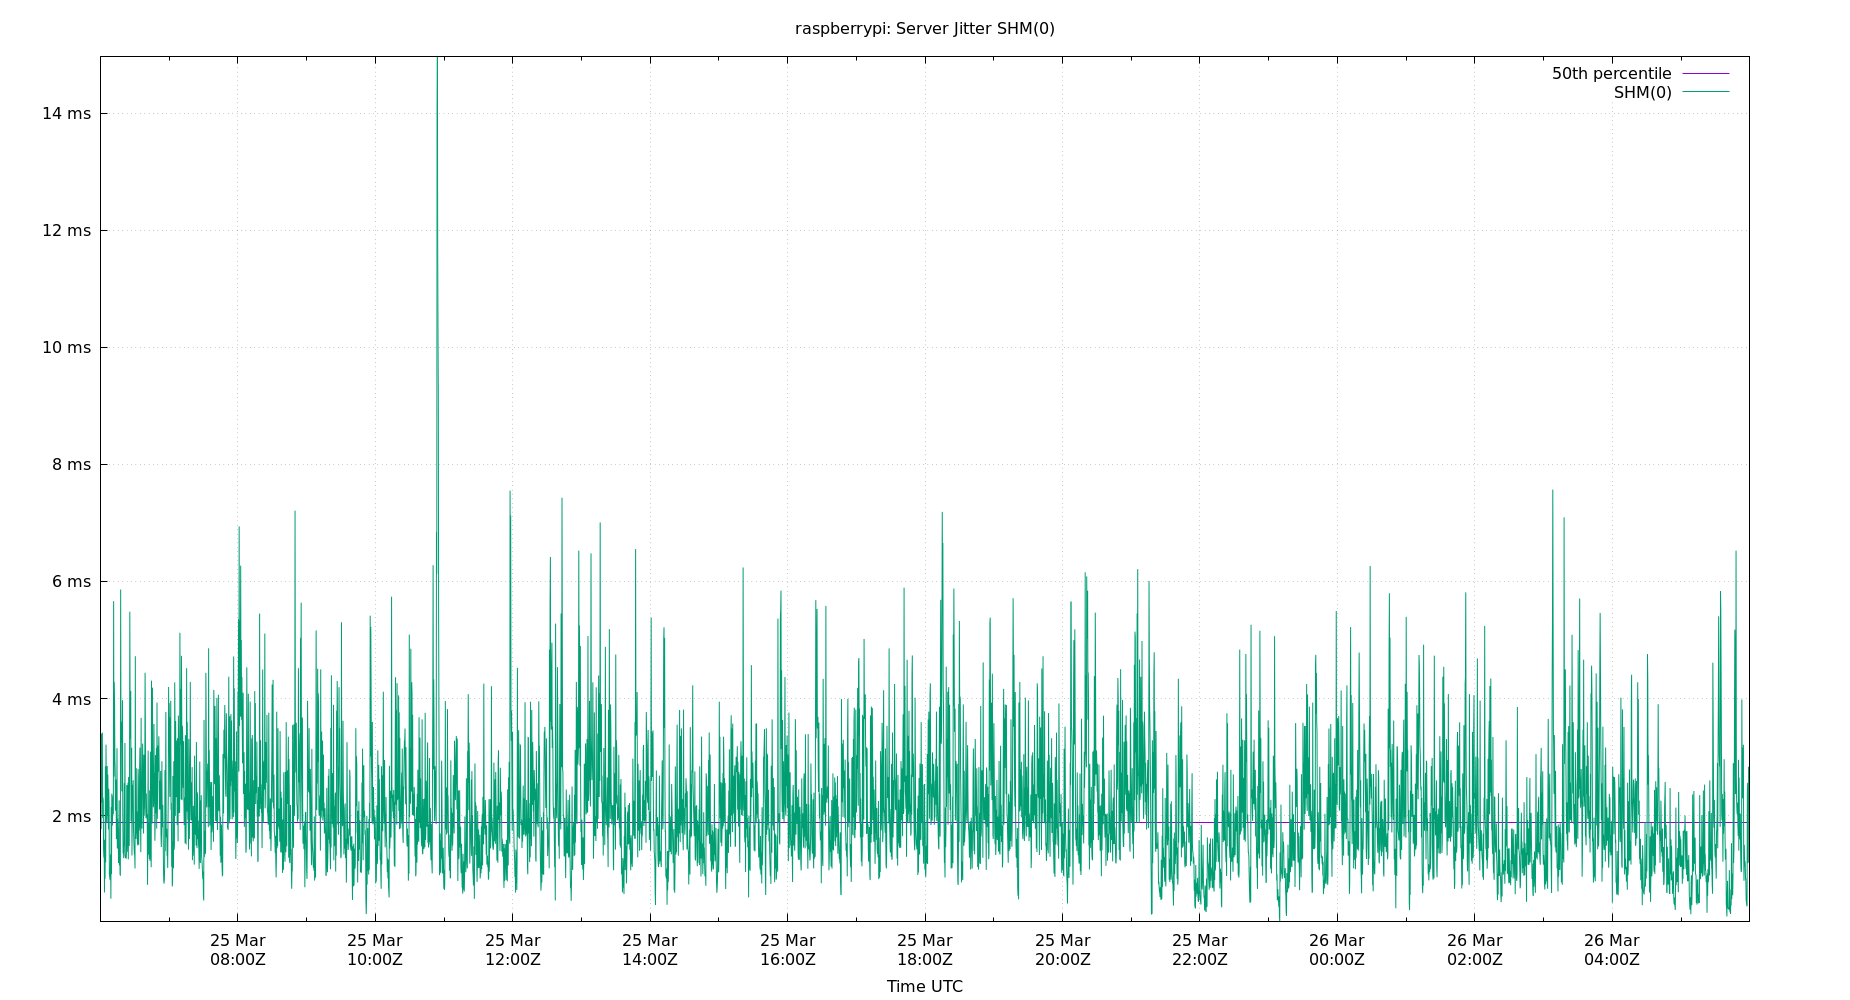 raspberrypi: Server Jitter SHM(0)
50th percentile
SHM(0)
14 ms
12 ms
10 ms
8 ms
6 ms
4 ms
2 ms
25 Mar 25 Mar 25 Mar 25 Mar 25 Mar 25 Mar 25 Mar 25 Mar 26 Mar 26 Mar 26 Mar
08:00Z 10:00Z 12:00Z 14:00Z 16:00Z 18:00Z 20:00Z 22:00Z 00:00Z 02:00Z 04:00Z
Time UTC